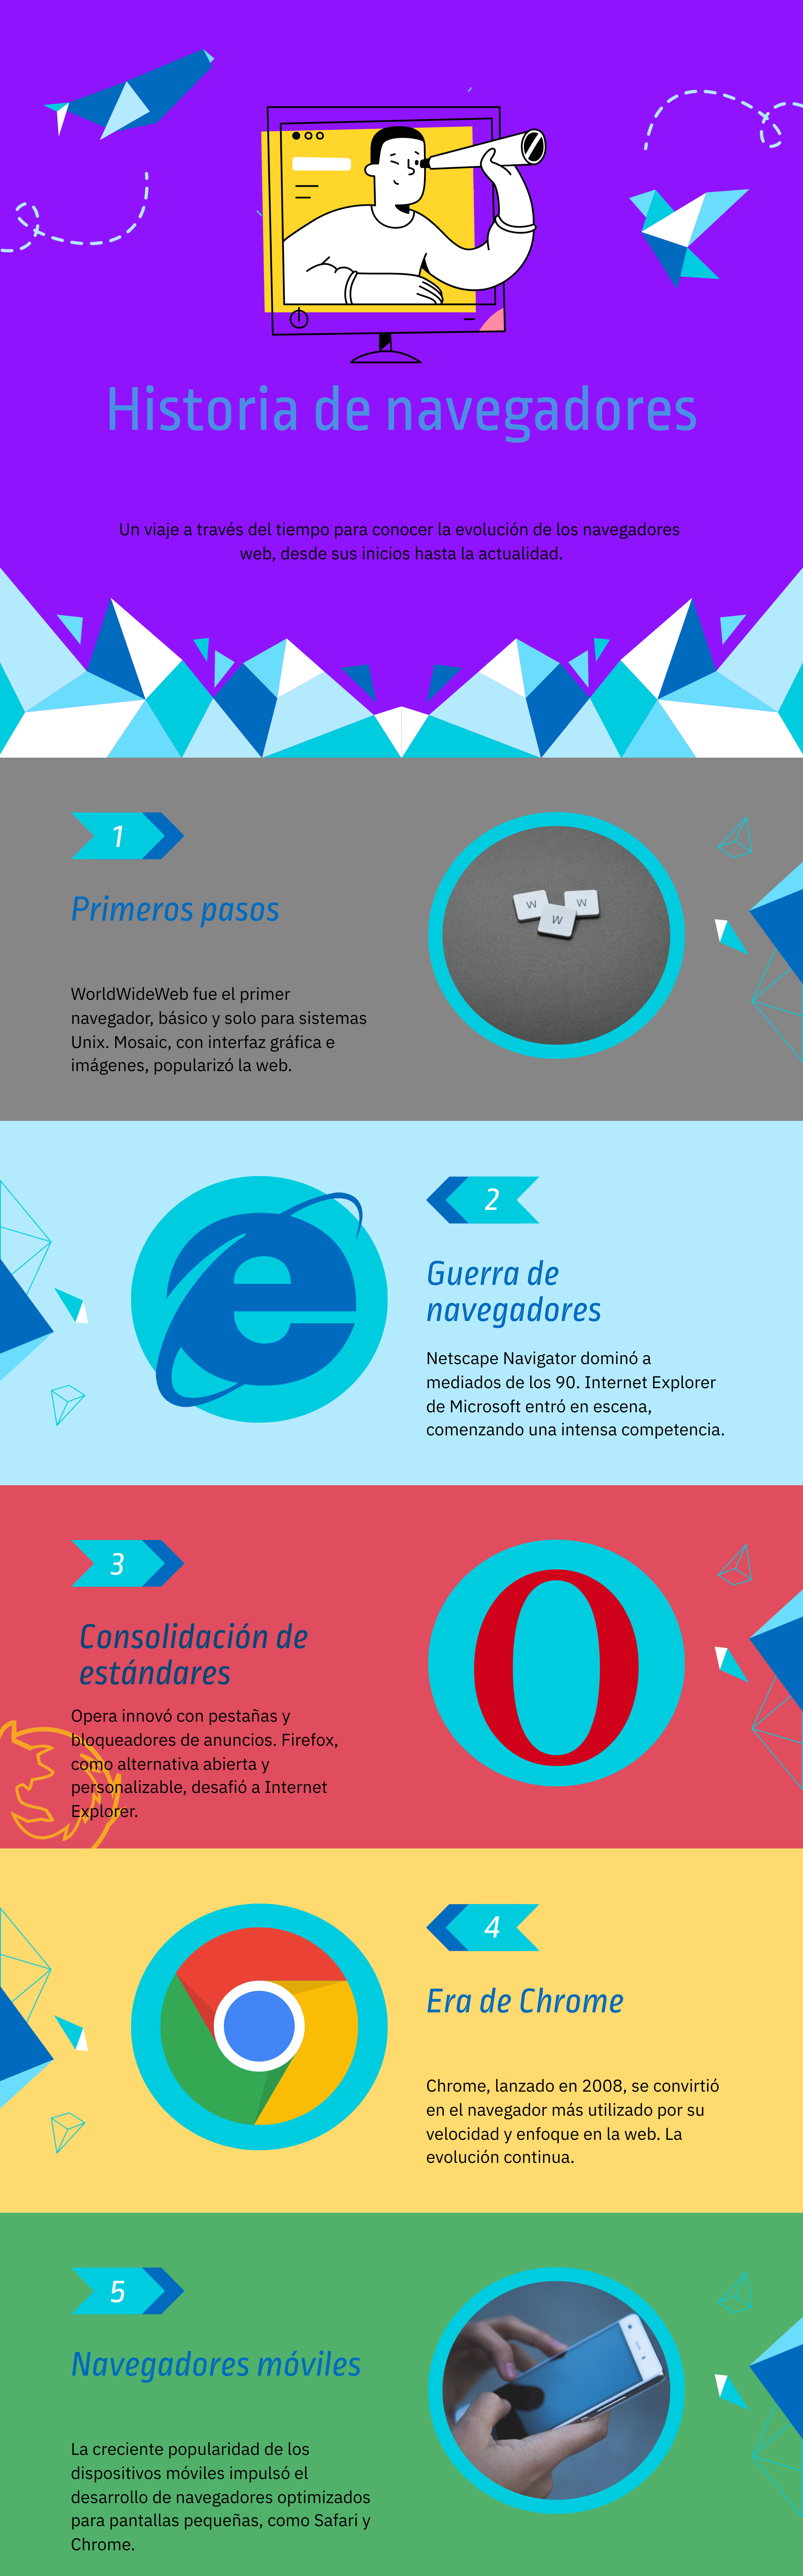 Historia de navegadores
Un viaje a través del tiempo para conocer la evolución de los navegadores
web, desde sus inicios hasta la actualidad.
1
Primeros pasos
W W
W
WorldWideWeb fue el primer
navegador, básico y solo para sistemas
Unix. Mosaic, con interfaz gráfica e
imágenes, popularizó la web.
2
Guerra de
navegadores
Netscape Navigator dominó a
mediados de los 90. Internet Explorer
de Microsoft entró en escena,
comenzando una intensa competencia.
3
Consolidación de
estándares
Opera innovó con pestañas y
bloqueadores de anuncios. Firefox,
como alternativa abierta y
personalizable, desafió a Internet
Explorer.
4
Era de Chrome
Chrome, lanzado en 2008, se convirtió
en el navegador más utilizado por su
velocidad y enfoque en la web. La
evolución continua.
5
Navegadores móviles
La creciente popularidad de los
dispositivos móviles impulsó el
desarrollo de navegadores optimizados
para pantallas pequeñas, como Safari y
Chrome.